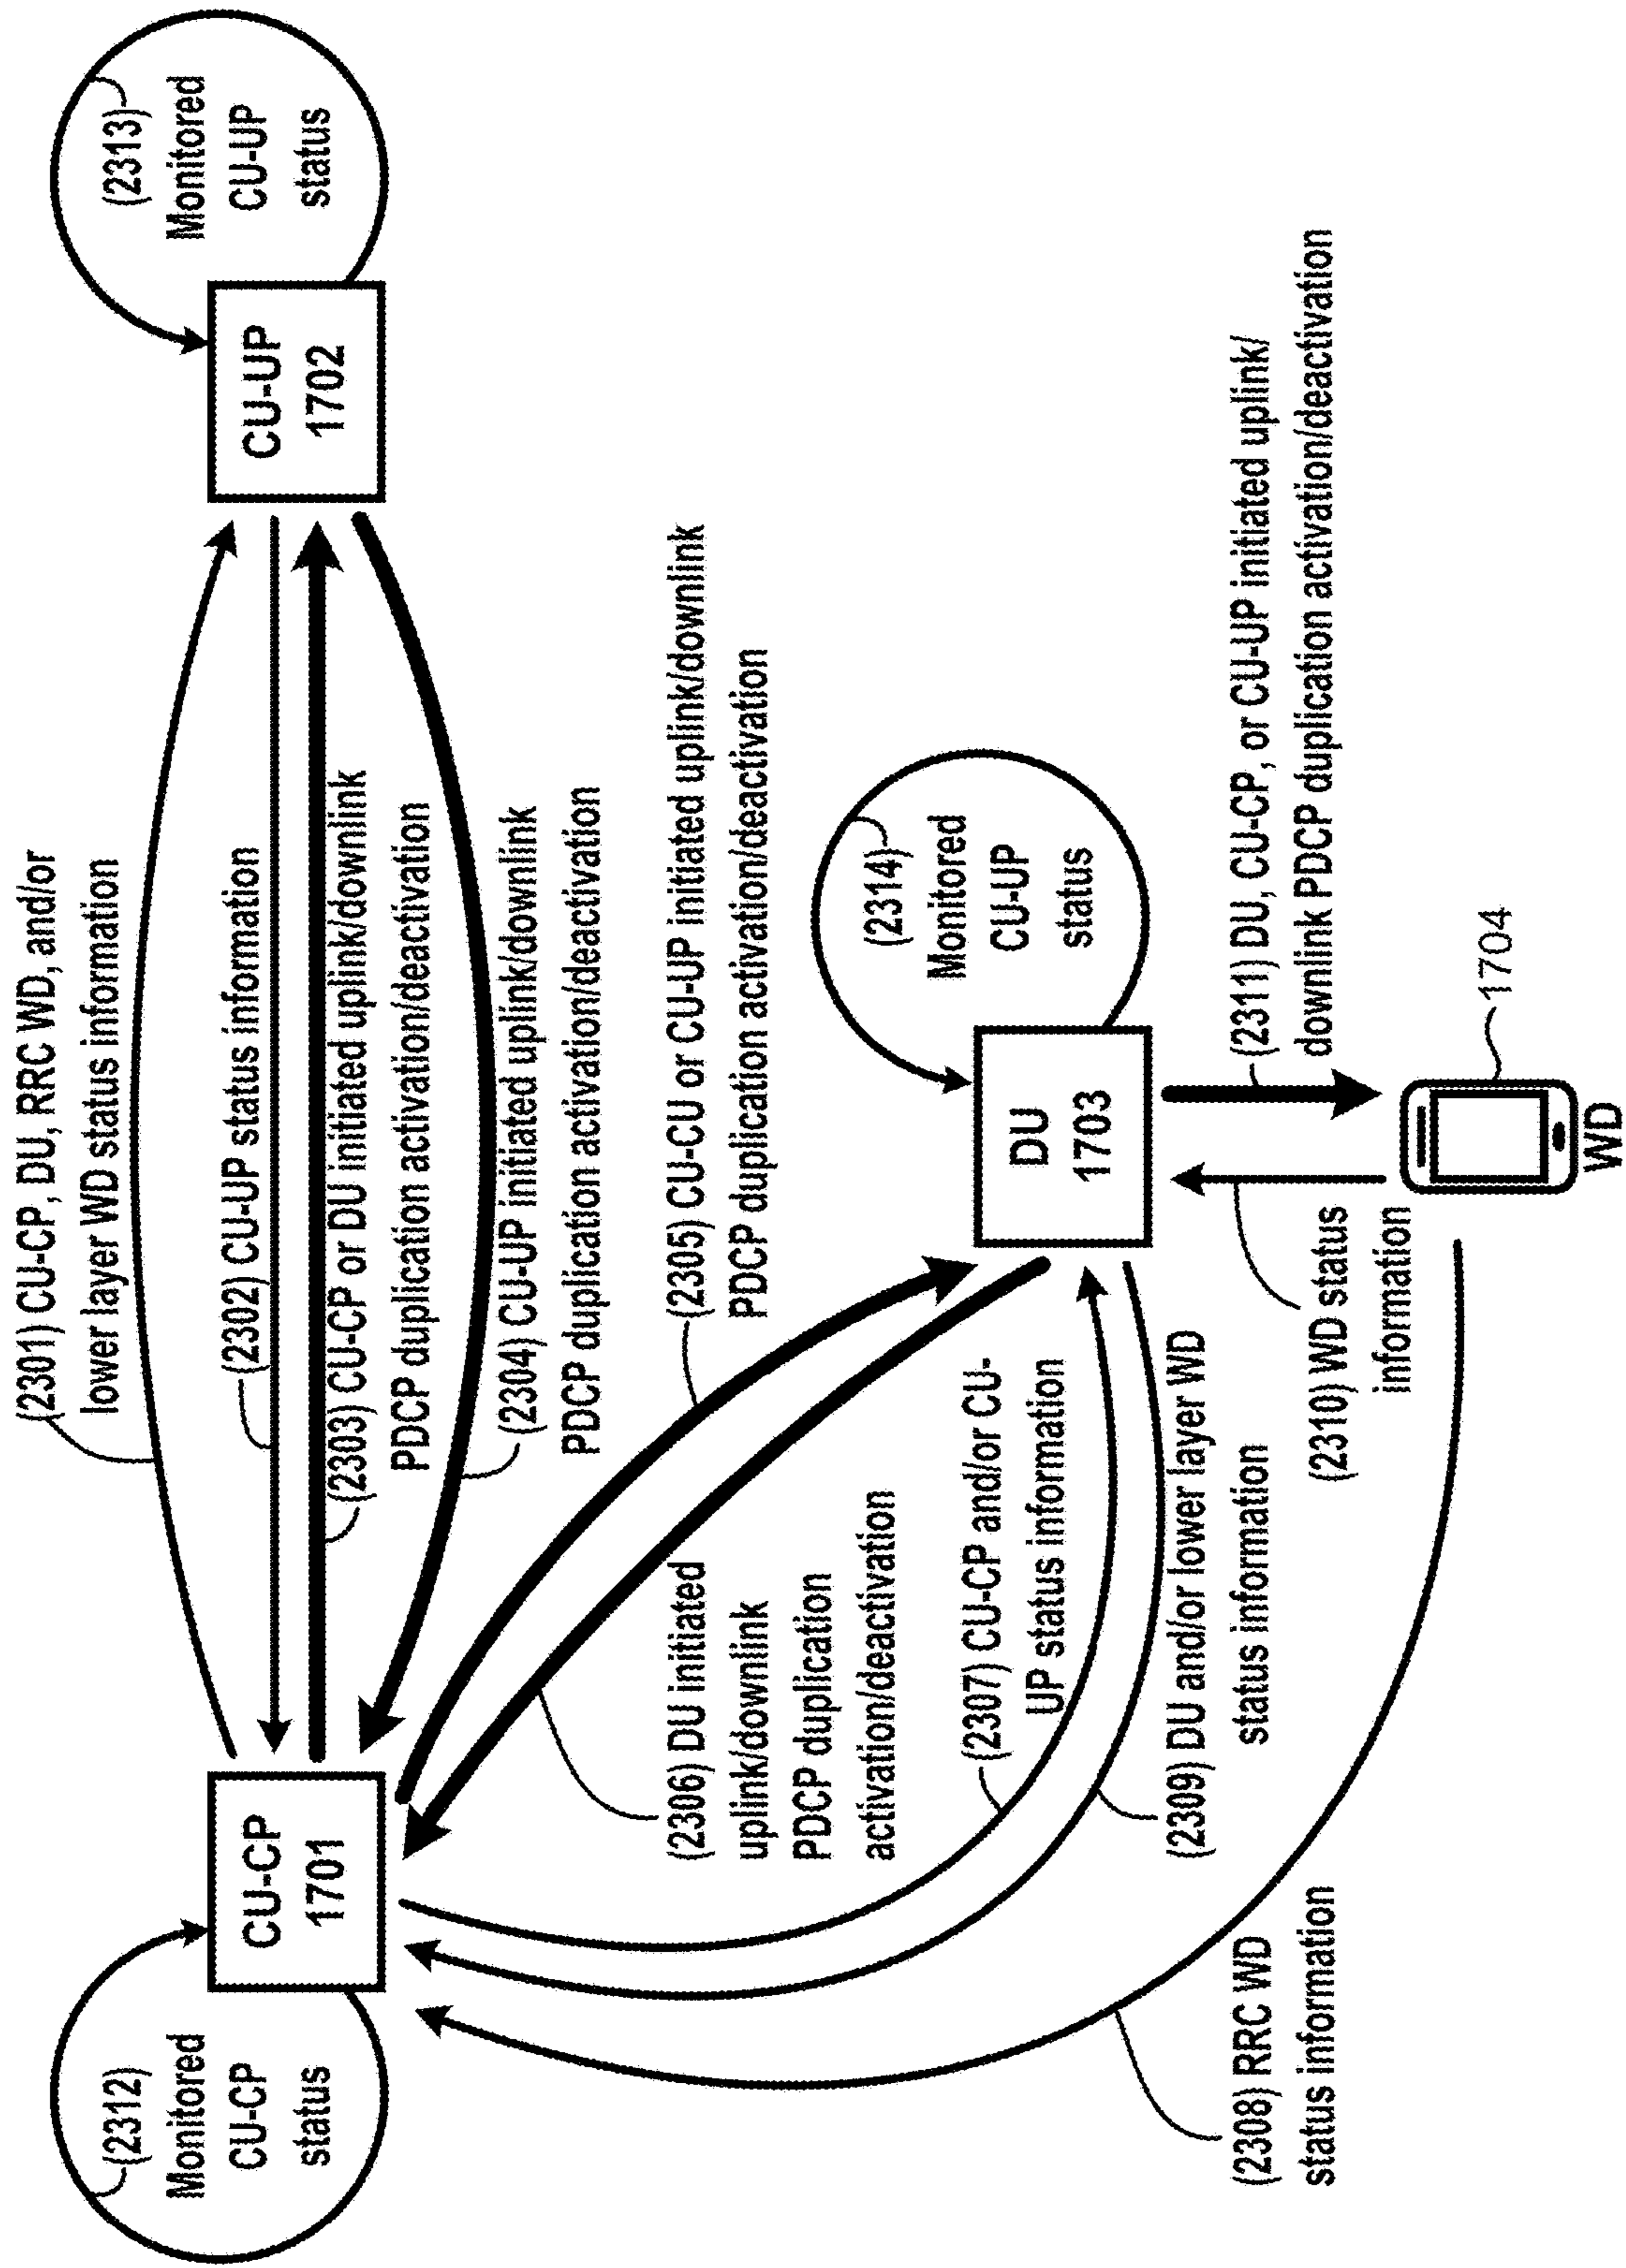 (2301) CU-CP, DU, RRC WD, and/or
lower layer WD status information
(2302) CU-UP status information
(2303) CU-CP or DU initiated uplink/downlink
PDCP duplication activation/deactivation
(2304) CU-UP initiated uplink/downlink
PDCP duplication activation/deactivation
(2312)
Monitored
CU-CP
status
CU-CP
1701
CU-UP
1702
(2313)
Monitored
CU-UP
status
(2305) CU-CU or CU-UP initiated uplink/downlink
PDCP duplication activation/deactivation
(2306) DU initiated
uplink/downlink
PDCP duplication
activation/deactivation
(2314)
Monitored
CU-UP
status
DU
1703
(2307) CU-CP and/or CU-
UP status information
(2309) DU and/or lower layer WD
status information
(2308) RRC WD
status information
(2310) WD status
information
(2311) DU, CU-CP, or CU-UP initiated uplink/
downlink PDCP duplication activation/deactivation
1704
WD